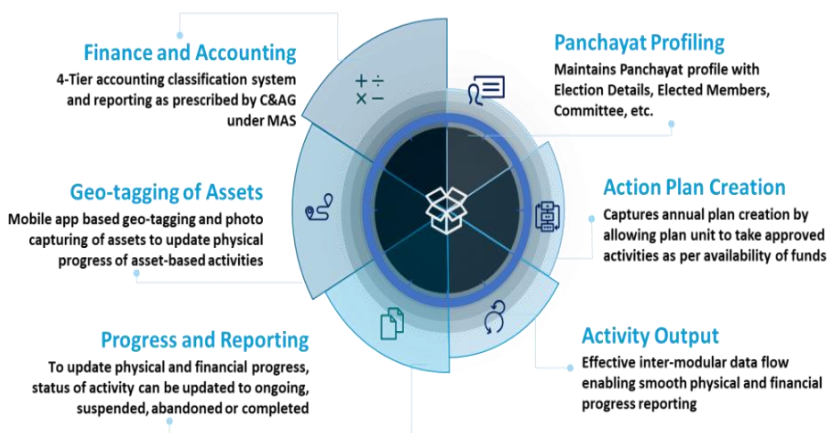 Finance and Accounting
4-Tier accounting classification system
and reporting as prescribed by C&AG
under MAS
Panchayat Profiling
Maintains Panchayat profile with
Election Details, Elected Members,
Committee, etc.
Geo-tagging of Assets
Mobile app based geo-tagging and photo
capturing of assets to update physical
progress of asset-based activities
Action Plan Creation
Captures annual plan creation by
allowing plan unit to take approved
activities as per availability of funds
Progress and Reporting
To update physical and financial progress,
status of activity can be updated to ongoing,
suspended, abandoned or completed
Activity Output
Effective inter-modular data flow
enabling smooth physical and financial
progress reporting